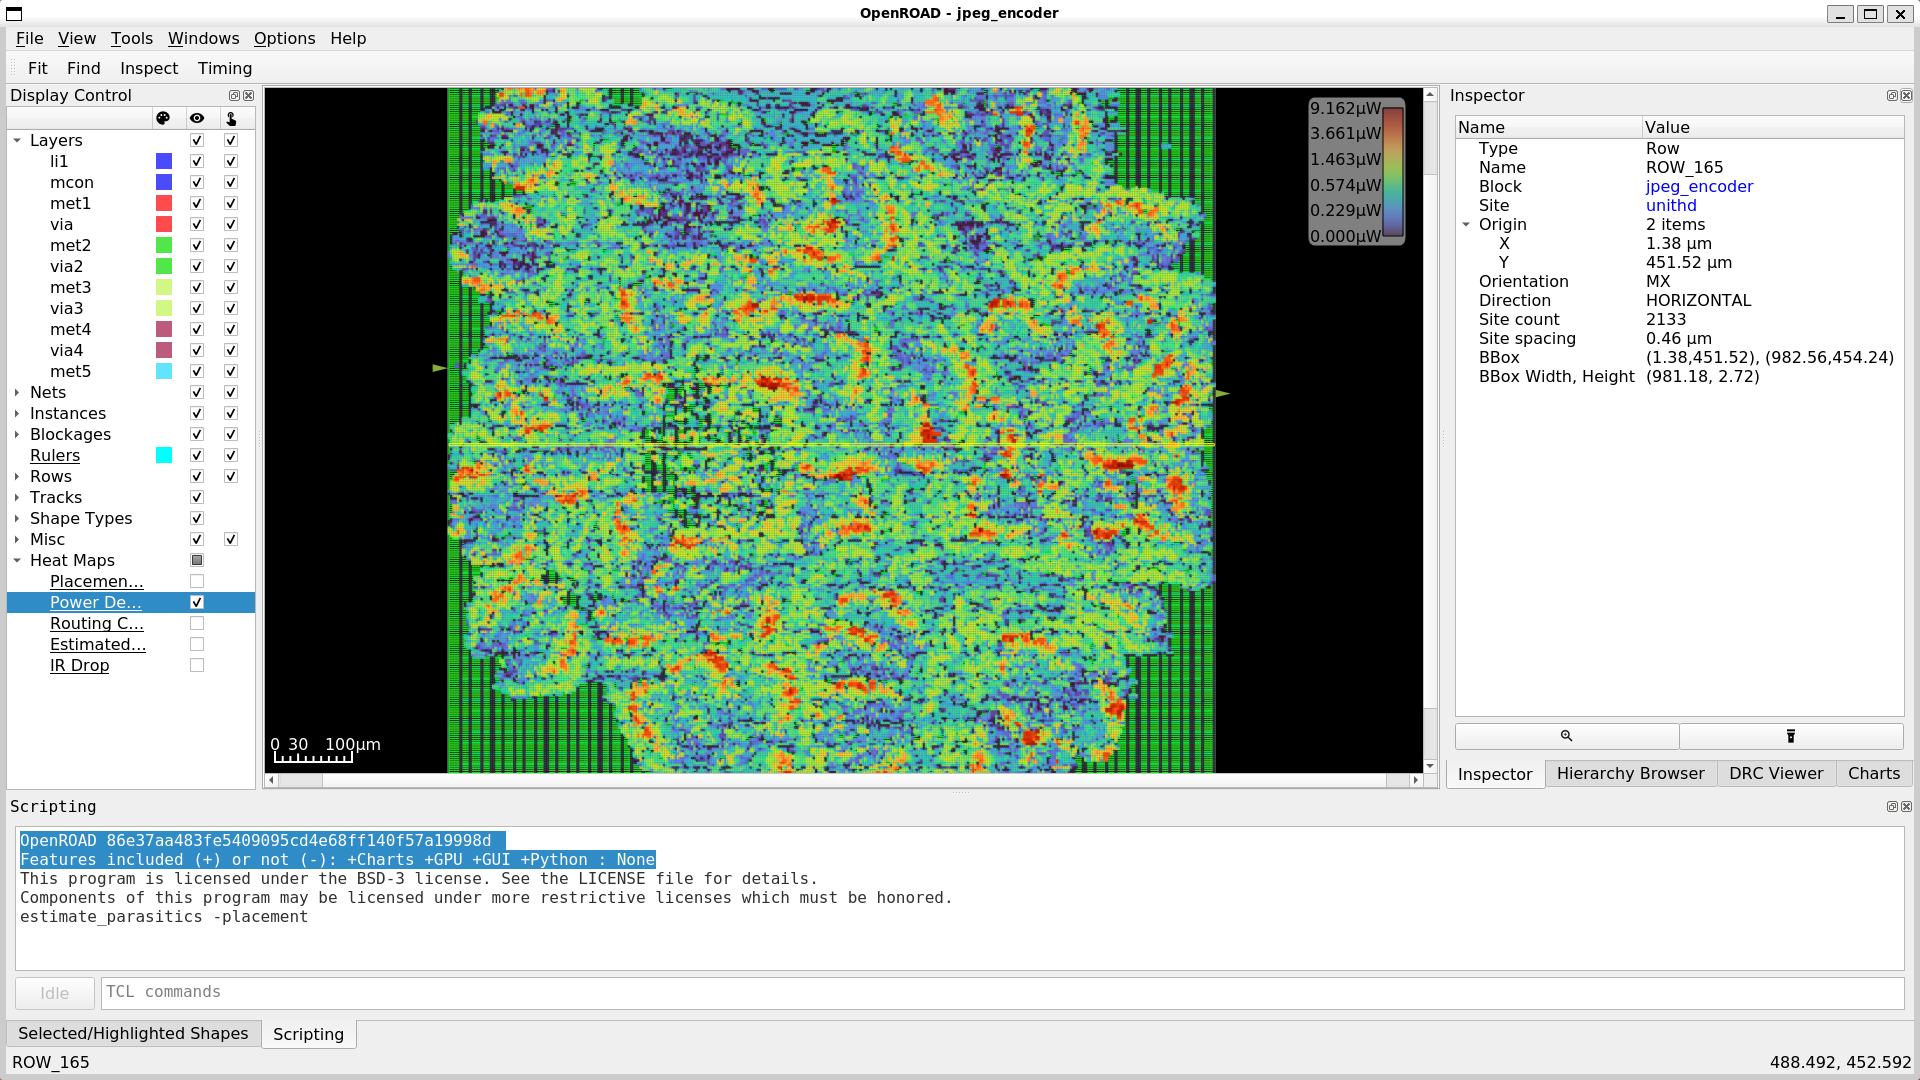 OpenROAD - jpeg_encoder
File View Tools Windows Options Help
Fit Find Inspect Timing
Display Control
Layers
li1
mcon
met1
via
met2
via2
met3
via3
met4
via4
met5
Nets
Instances
Blockages
Rulers
Rows
Tracks
Shape Types
Misc
Heat Maps
Placemen...
Power De...
Routing C...
Estimated...
IR Drop
9.162µW
3.661µW
1.463µW
0.574µW
0.229µW
0.000µW
0 30 100µm
Inspector
Name Value
Type Row
Name ROW_165
Block jpeg_encoder
Site unithd
Origin 2 items
X 1.38 µm
Y 451.52 µm
Orientation MX
Direction HORIZONTAL
Site count 2133
Site spacing 0.46 µm
BBox (1.38,451.52), (982.56,454.24)
BBox Width, Height (981.18, 2.72)
Inspector Hierarchy Browser DRC Viewer Charts
Scripting
OpenROAD 86e37aa483fe5409095cd4e68ff140f57a19998d
Features included (+) or not (-): +Charts +GPU +GUI +Python : None
This program is licensed under the BSD-3 license. See the LICENSE file for details.
Components of this program may be licensed under more restrictive licenses which must be honored.
estimate_parasitics -placement
Idle TCL commands
Selected/Highlighted Shapes Scripting
ROW_165 488.492, 452.592